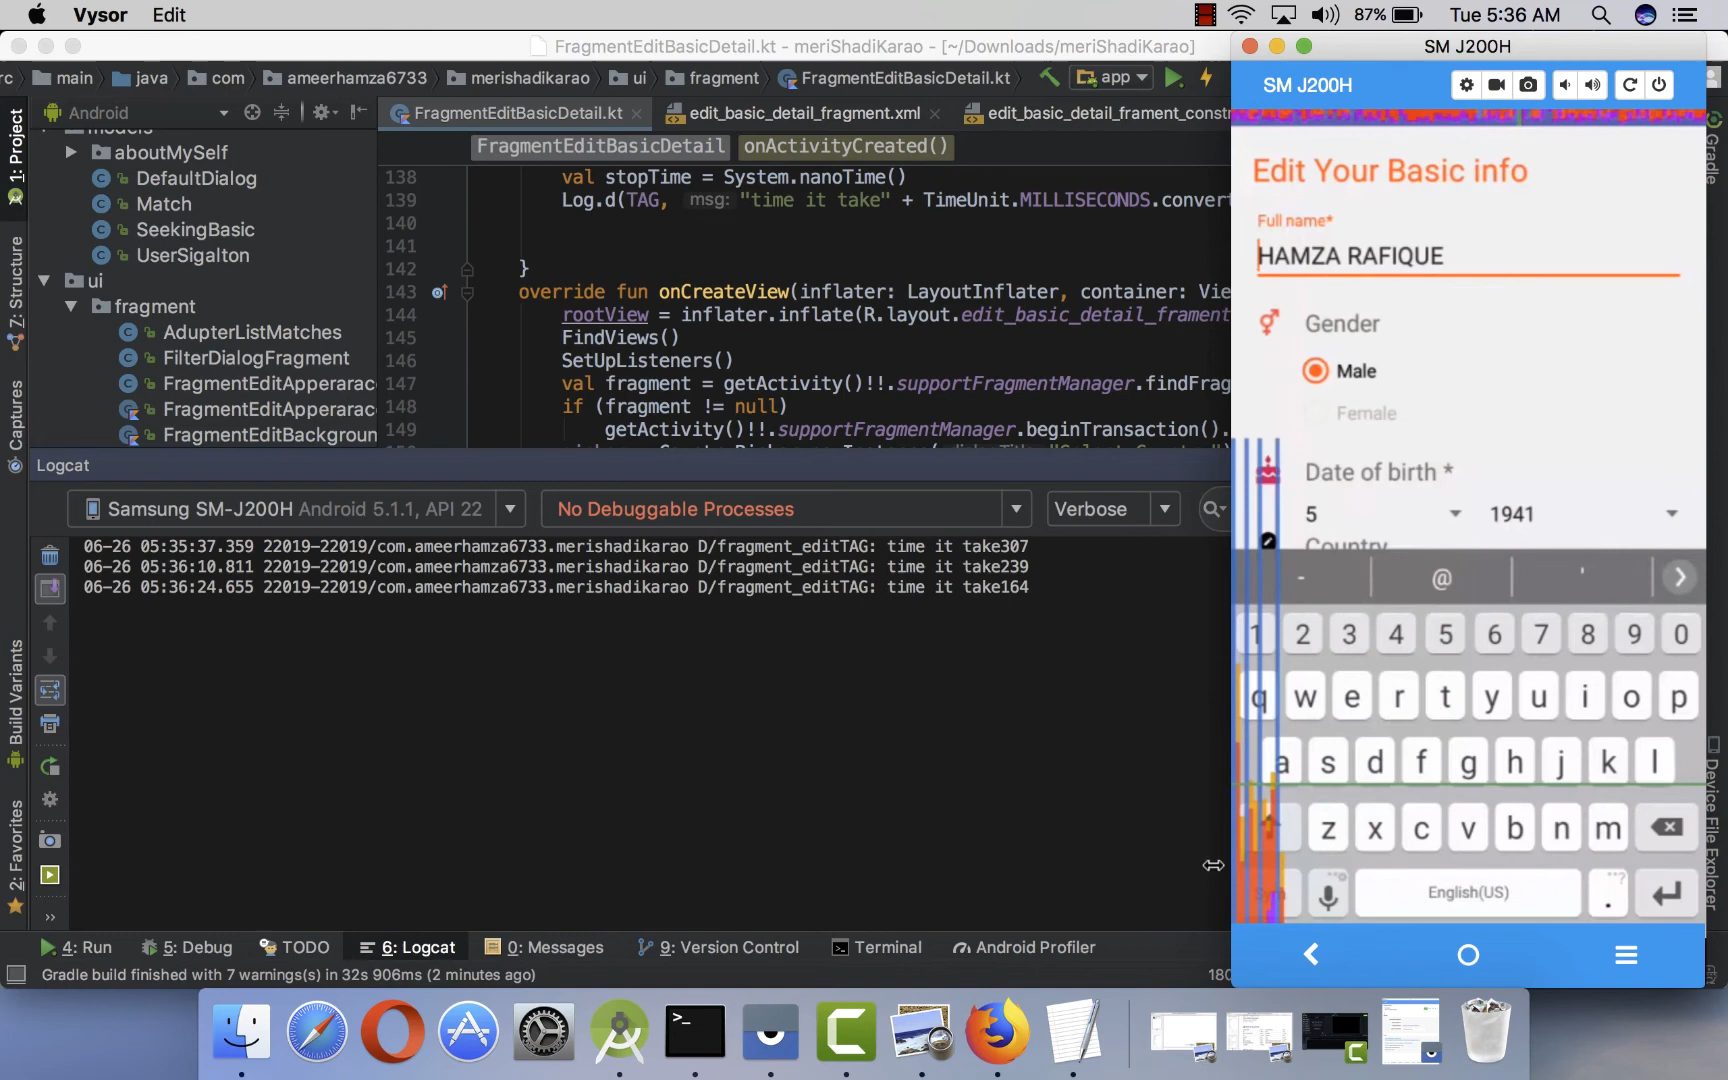 Vysor Edit 87% Tue 5:36 AM
FragmentEditBasicDetail.kt - meriShadiKarao - [~/Downloads/meriShadiKarao]
rc main java com ameerhamza6733 merishadikarao ui fragment FragmentEditBasicDetail.kt app
Android
FragmentEditBasicDetail.kt edit_basic_detail_fragment.xml edit_basic_detail_frament_constr
FragmentEditBasicDetail onActivityCreated()
models
aboutMySelf
DefaultDialog
Match
SeekingBasic
UserSigalton
ui
fragment
AdupterListMatches
FilterDialogFragment
FragmentEditApperarac
FragmentEditApperarac
FragmentEditBackgroun
138 val stopTime = System.nanoTime()
139 Log.d(TAG, msg: "time it take" + TimeUnit.MILLISECONDS.convert
140
141
142 }
143 override fun onCreateView(inflater: LayoutInflater, container: Vie
144 rootView = inflater.inflate(R.layout.edit_basic_detail_frament
145 FindViews()
146 SetUpListeners()
147 val fragment = getActivity()!!.supportFragmentManager.findFrag
148 if (fragment != null)
149 getActivity()!!.supportFragmentManager.beginTransaction().
1: Project
Z: Structure
Captures
Build Variants
2: Favorites
Logcat
Samsung SM-J200H Android 5.1.1, API 22 No Debuggable Processes Verbose
06-26 05:35:37.359 22019-22019/com.ameerhamza6733.merishadikarao D/fragment_editTAG: time it take307
06-26 05:36:10.811 22019-22019/com.ameerhamza6733.merishadikarao D/fragment_editTAG: time it take239
06-26 05:36:24.655 22019-22019/com.ameerhamza6733.merishadikarao D/fragment_editTAG: time it take164
4: Run 5: Debug TODO 6: Logcat 0: Messages 9: Version Control Terminal Android Profiler
Gradle build finished with 7 warnings(s) in 32s 906ms (2 minutes ago)
180
SM J200H
SM J200H
Edit Your Basic info
Full name*
HAMZA RAFIQUE
Gender
Male
Female
Date of birth *
5 1941
Country
- @ '
1 2 3 4 5 6 7 8 9 0
q w e r t y u i o p
a s d f g h j k l
z x c v b n m
Sym English(US) .
Gradle
Device File Explorer